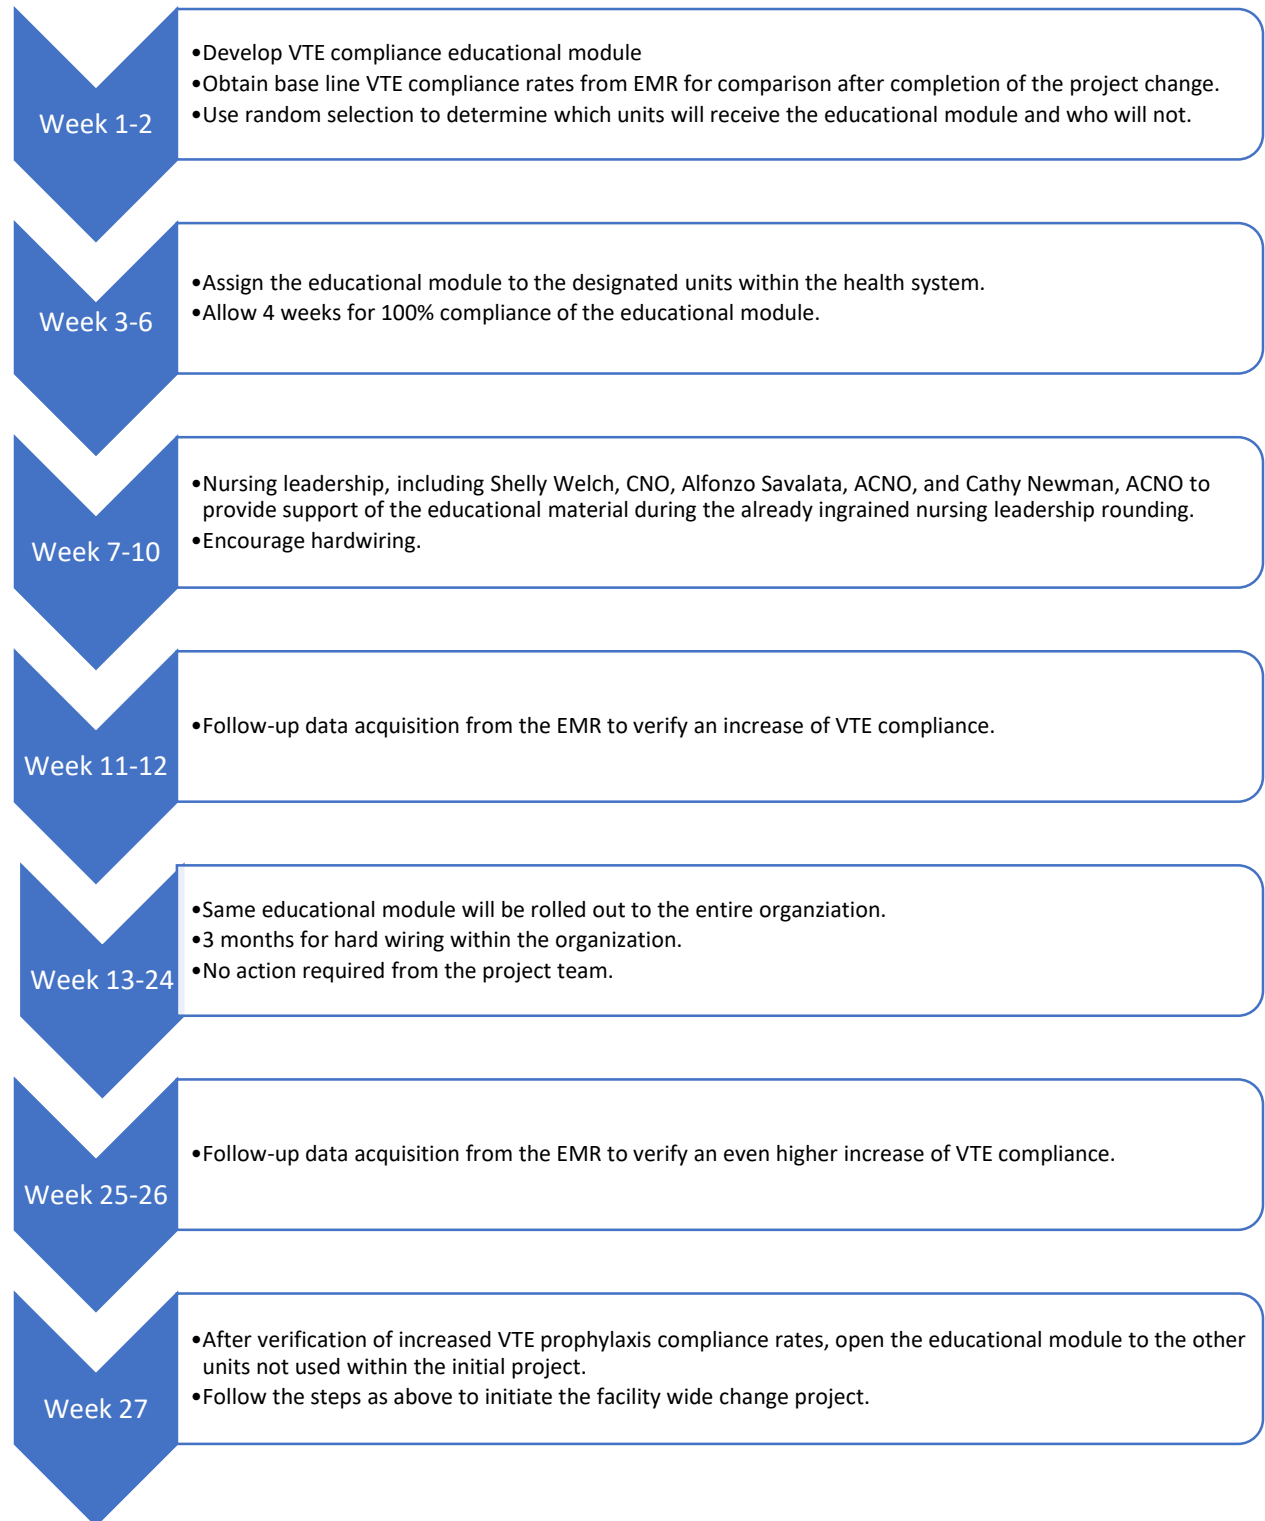 Week 1-2
•Develop VTE compliance educational module
•Obtain base line VTE compliance rates from EMR for comparison after completion of the project change.
•Use random selection to determine which units will receive the educational module and who will not.
Week 3-6
•Assign the educational module to the designated units within the health system.
•Allow 4 weeks for 100% compliance of the educational module.
Week 7-10
•Nursing leadership, including Shelly Welch, CNO, Alfonzo Savalata, ACNO, and Cathy Newman, ACNO to
provide support of the educational material during the already ingrained nursing leadership rounding.
•Encourage hardwiring.
Week 11-12
•Follow-up data acquisition from the EMR to verify an increase of VTE compliance.
Week 13-24
•Same educational module will be rolled out to the entire organziation.
•3 months for hard wiring within the organization.
•No action required from the project team.
Week 25-26
•Follow-up data acquisition from the EMR to verify an even higher increase of VTE compliance.
Week 27
•After verification of increased VTE prophylaxis compliance rates, open the educational module to the other
units not used within the initial project.
•Follow the steps as above to initiate the facility wide change project.